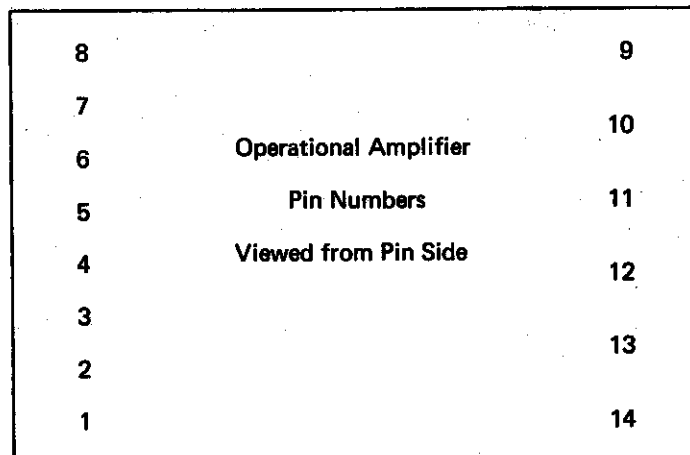 8 9
7
10
6 Operational Amplifier
5 Pin Numbers 11
4 Viewed from Pin Side
12
3
13
2
1 14